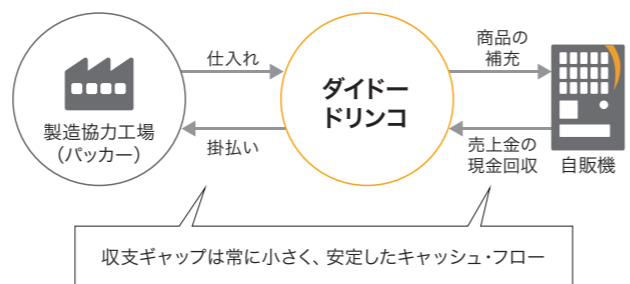 製造協力工場
（パッカー）
仕入れ
掛払い
ダイドー
ドリンコ
商品の
補充
売上金の
現金回収
自販機
収支ギャップは常に小さく、安定したキャッシュ・フロー